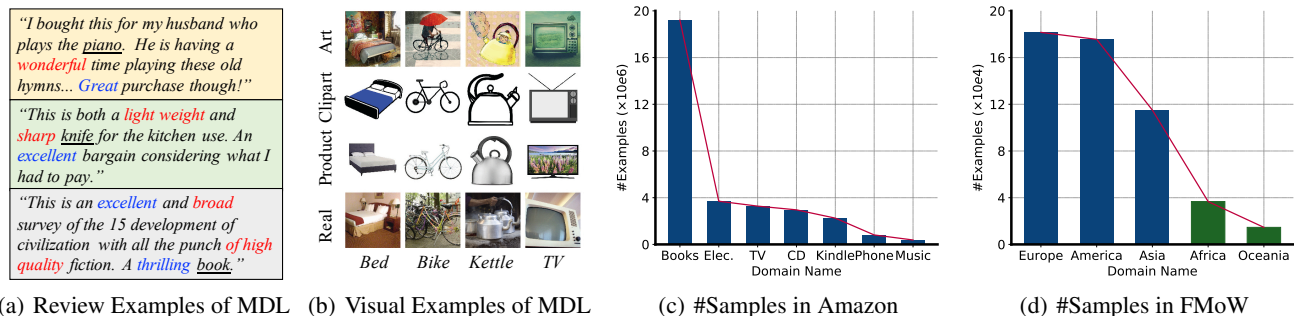 “I bought this for my husband who
plays the piano. He is having a
wonderful time playing these old
hymns... Great purchase though!”
“This is both a light weight and
sharp knife for the kitchen use. An
excellent bargain considering what I
had to pay.”
“This is an excellent and broad
survey of the 15 development of
civilization with all the punch of high
quality fiction. A thrilling book.”
(a) Review Examples of MDL
Art
Clipart
Product
Real
Bed Bike Kettle TV
(b) Visual Examples of MDL
#Examples (×10e6)
20
16
12
8
4
0
Books Elec. TV CD Kindle Phone Music
Domain Name
(c) #Samples in Amazon
#Examples (×10e4)
20
16
12
8
4
0
Europe America Asia Africa Oceania
Domain Name
(d) #Samples in FMoW